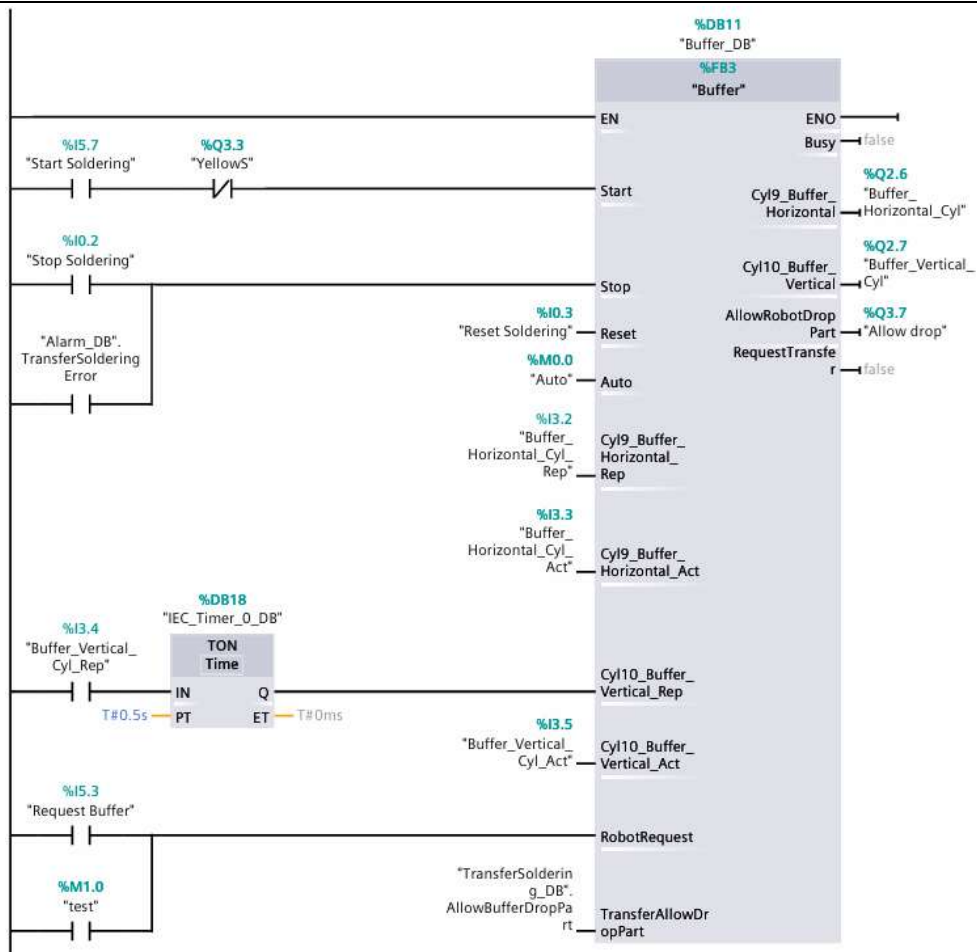 %DB11
"Buffer_DB"
%FB3
"Buffer"
EN
ENO
Busy
false
%I5.7
"Start Soldering"
%Q3.3
"YellowS"
Start
%Q2.6
"Buffer_
Horizontal_Cyl"
Cyl9_Buffer_
Horizontal
%I0.2
"Stop Soldering"
Stop
%Q2.7
"Buffer_Vertical_
Cyl"
Cyl10_Buffer_
Vertical
"Alarm_DB".
TransferSoldering
Error
%I0.3
"Reset Soldering"
Reset
AllowRobotDrop
Part
%Q3.7
"Allow drop"
RequestTransfe
r
false
%M0.0
"Auto"
Auto
%I3.2
"Buffer_
Horizontal_Cyl_
Rep"
Cyl9_Buffer_
Horizontal_
Rep
%I3.3
"Buffer_
Horizontal_Cyl_
Act"
Cyl9_Buffer_
Horizontal_Act
%DB18
"IEC_Timer_0_DB"
%I3.4
"Buffer_Vertical_
Cyl_Rep"
TON
Time
IN
Q
T#0.5s
PT
ET
T#0ms
Cyl10_Buffer_
Vertical_Rep
%I3.5
"Buffer_Vertical_
Cyl_Act"
Cyl10_Buffer_
Vertical_Act
%I5.3
"Request Buffer"
RobotRequest
%M1.0
"test"
"TransferSolderin
g_DB".
AllowBufferDropPa
rt
TransferAllowDr
opPart